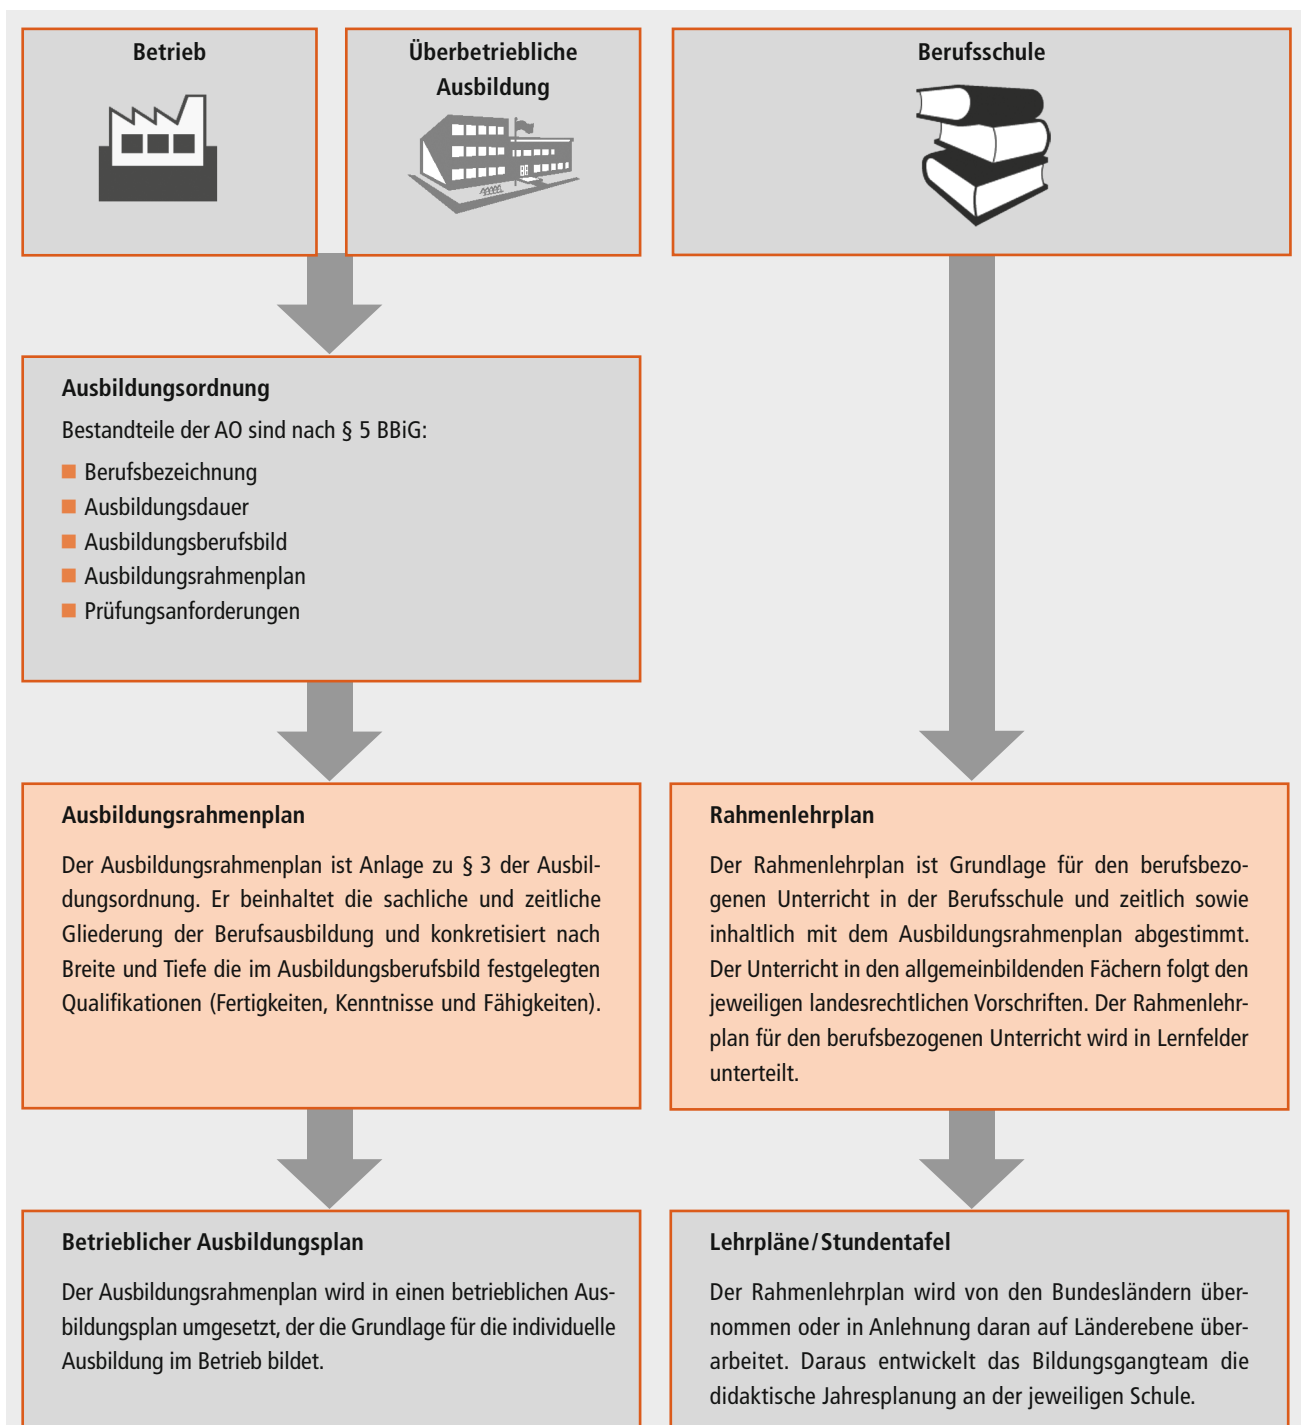 Betrieb
Überbetriebliche
Ausbildung
Berufsschule
Ausbildungsordnung
Bestandteile der AO sind nach § 5 BBiG:
■ Berufsbezeichnung
■ Ausbildungsdauer
■ Ausbildungsberufsbild
■ Ausbildungsrahmenplan
■ Prüfungsanforderungen
Ausbildungsrahmenplan
Der Ausbildungsrahmenplan ist Anlage zu § 3 der Ausbil-
dungsordnung. Er beinhaltet die sachliche und zeitliche
Gliederung der Berufsausbildung und konkretisiert nach
Breite und Tiefe die im Ausbildungsberufsbild festgelegten
Qualifikationen (Fertigkeiten, Kenntnisse und Fähigkeiten).
Rahmenlehrplan
Der Rahmenlehrplan ist Grundlage für den berufsbezo-
genen Unterricht in der Berufsschule und zeitlich sowie
inhaltlich mit dem Ausbildungsrahmenplan abgestimmt.
Der Unterricht in den allgemeinbildenden Fächern folgt den
jeweiligen landesrechtlichen Vorschriften. Der Rahmenlehr-
plan für den berufsbezogenen Unterricht wird in Lernfelder
unterteilt.
Betrieblicher Ausbildungsplan
Der Ausbildungsrahmenplan wird in einen betrieblichen Aus-
bildungsplan umgesetzt, der die Grundlage für die individuelle
Ausbildung im Betrieb bildet.
Lehrpläne/Stundentafel
Der Rahmenlehrplan wird von den Bundesländern über-
nommen oder in Anlehnung daran auf Länderebene über-
arbeitet. Daraus entwickelt das Bildungsgangteam die
didaktische Jahresplanung an der jeweiligen Schule.